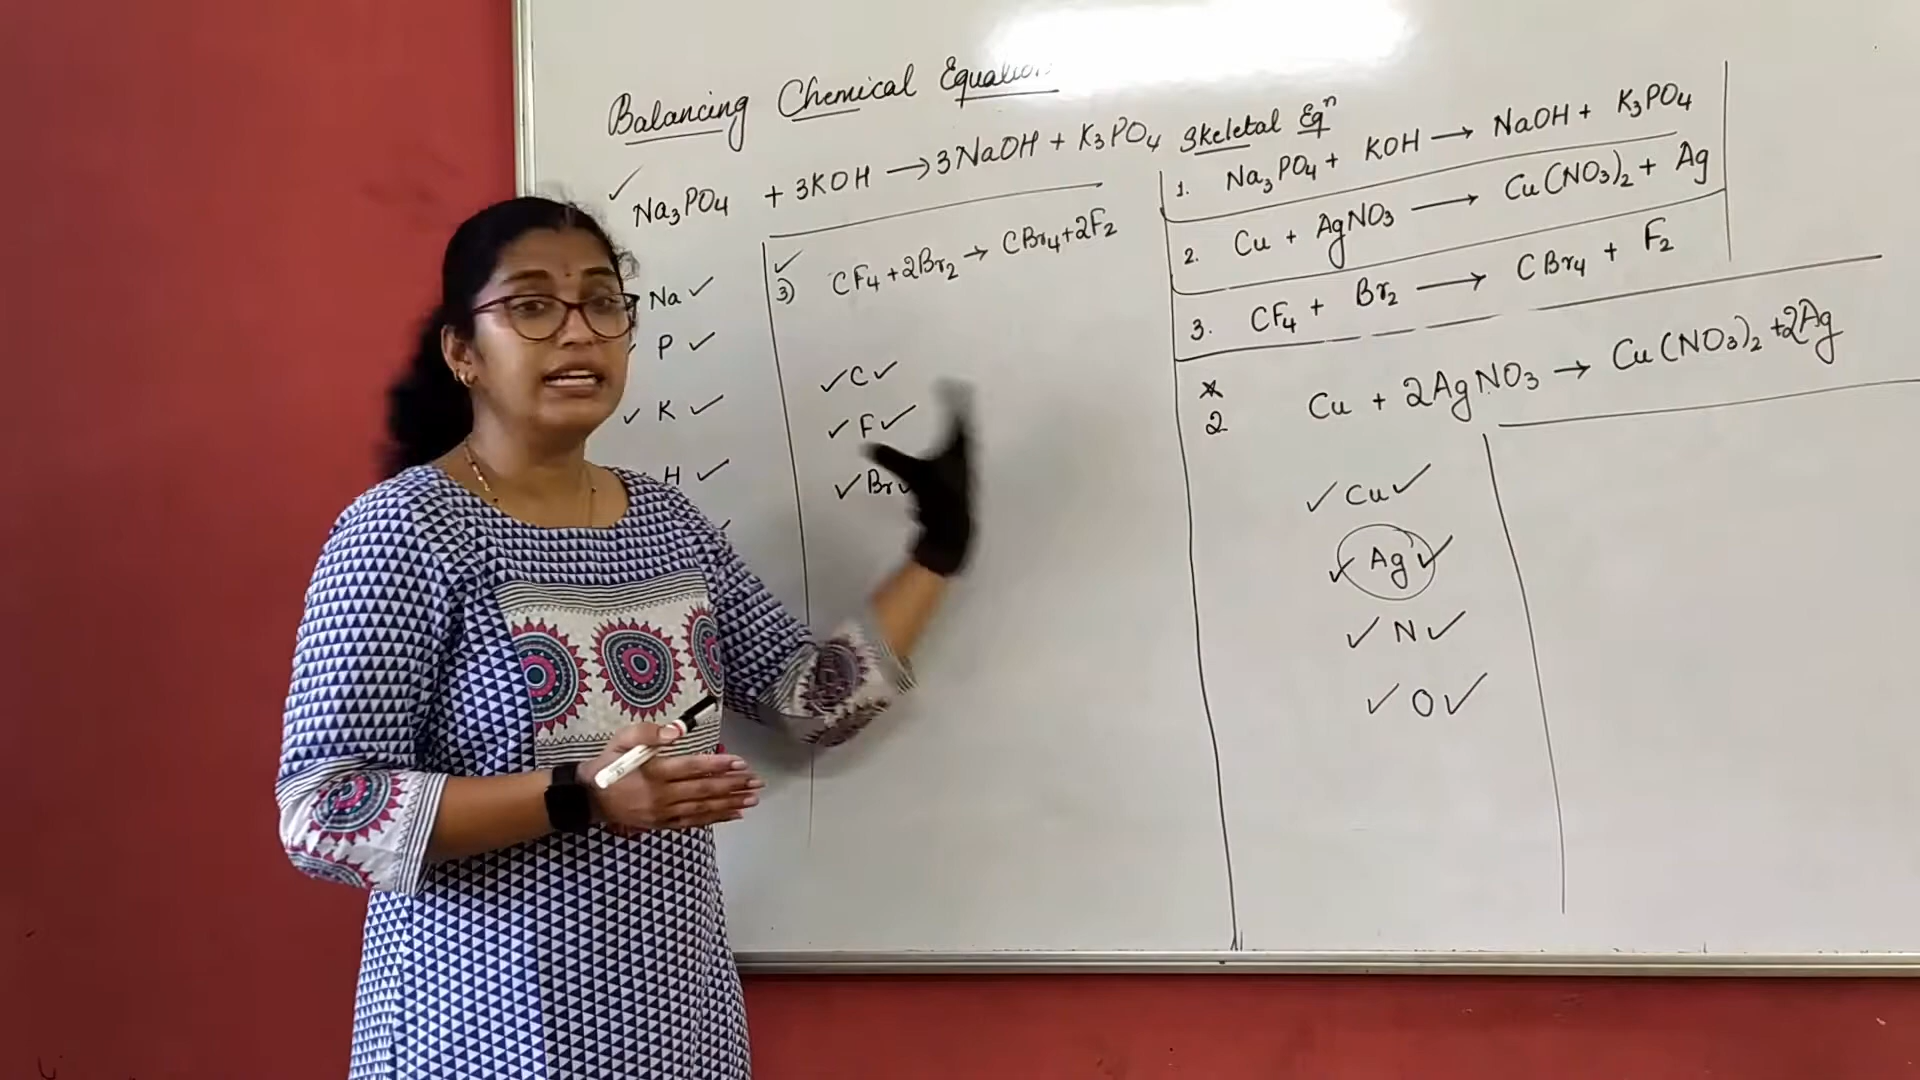 Balancing Chemical Equation
✓ Na₃PO₄ + 3KOH → 3NaOH + K₃PO₄
Na ✓
P ✓
✓ K ✓
H ✓
✓
3) CF₄ + 2Br₂ → CBr₄ + 2F₂
✓ C ✓
✓ F ✓
✓ Br ✓
Skeletal Eqⁿ
1. Na₃PO₄ + KOH → NaOH + K₃PO₄
2. Cu + AgNO₃ → Cu(NO₃)₂ + Ag
3. CF₄ + Br₂ → CBr₄ + F₂
2 Cu + 2AgNO₃ → Cu(NO₃)₂ + 2Ag
✓ Cu ✓
✓ Ag ✓
✓ N ✓
✓ O ✓